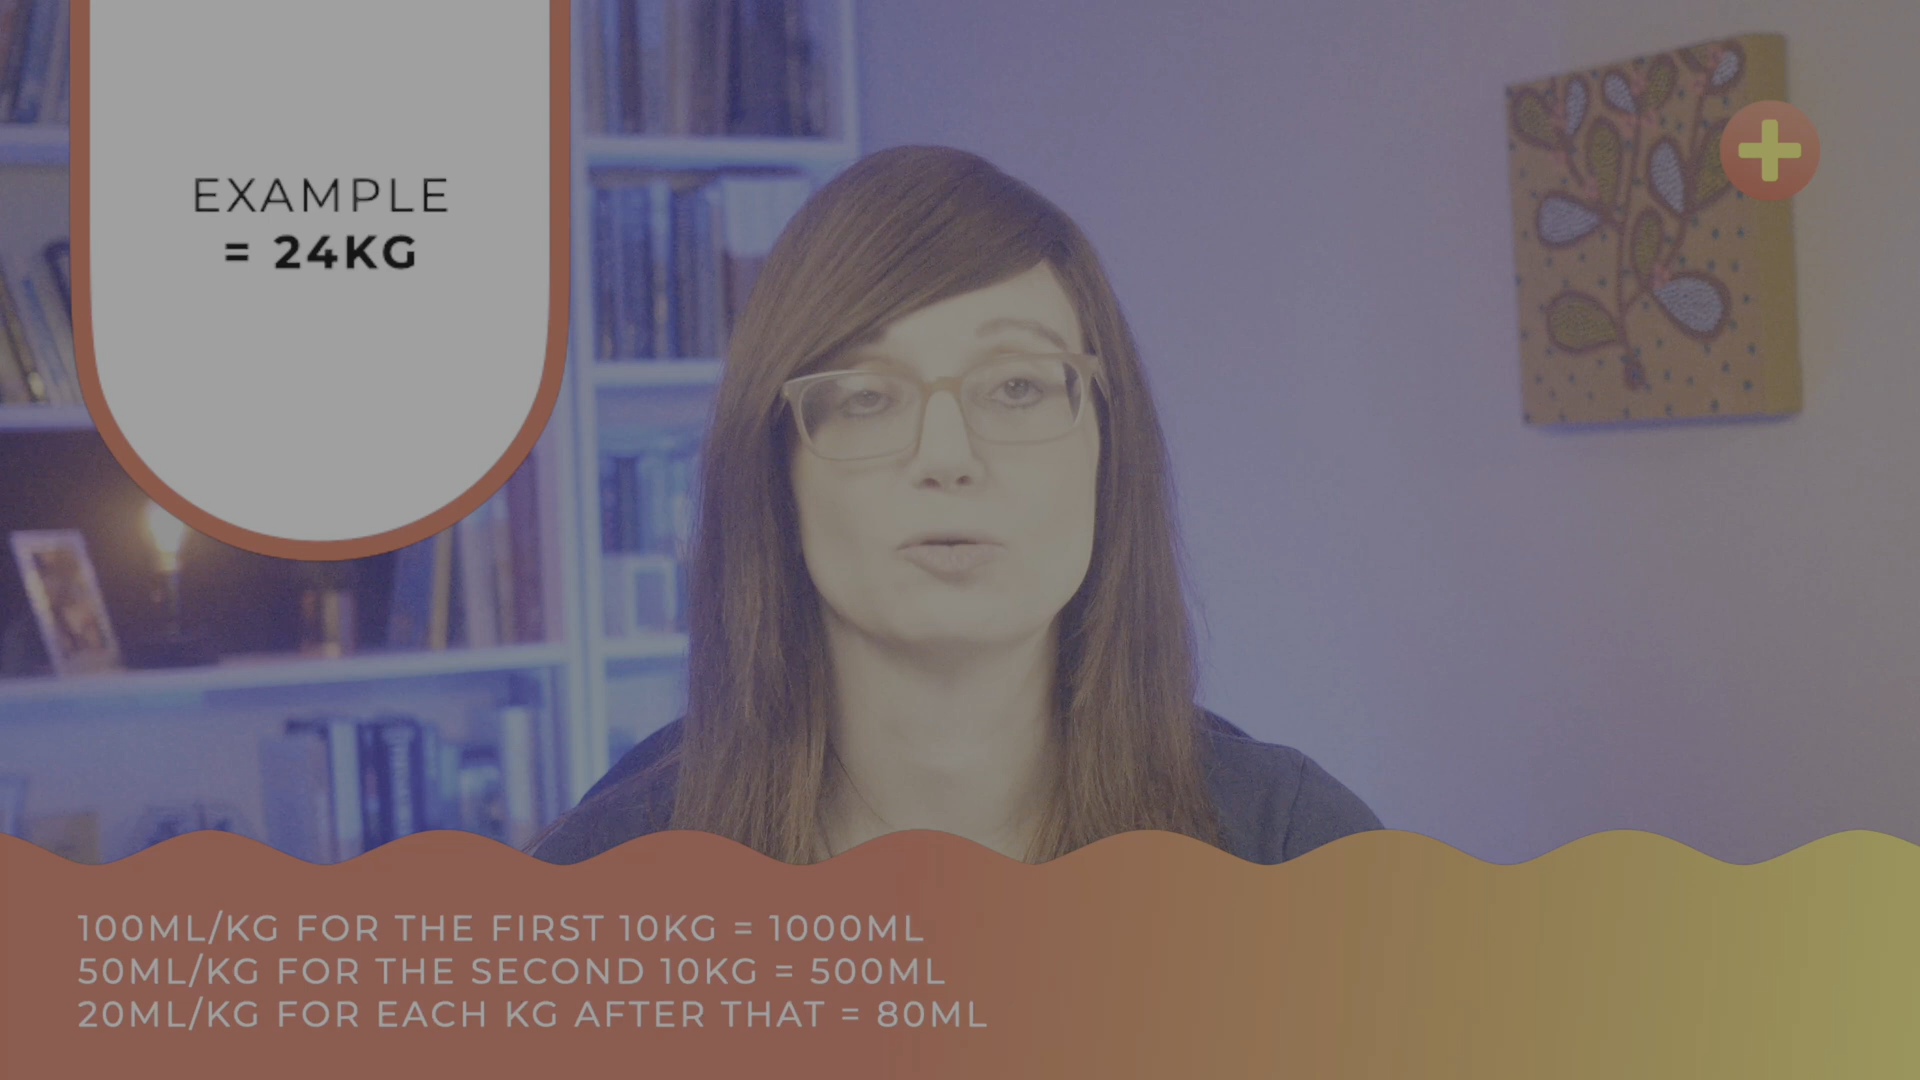 EXAMPLE
= 24KG
100ML/KG FOR THE FIRST 10KG = 1000ML
50ML/KG FOR THE SECOND 10KG = 500ML
20ML/KG FOR EACH KG AFTER THAT = 80ML